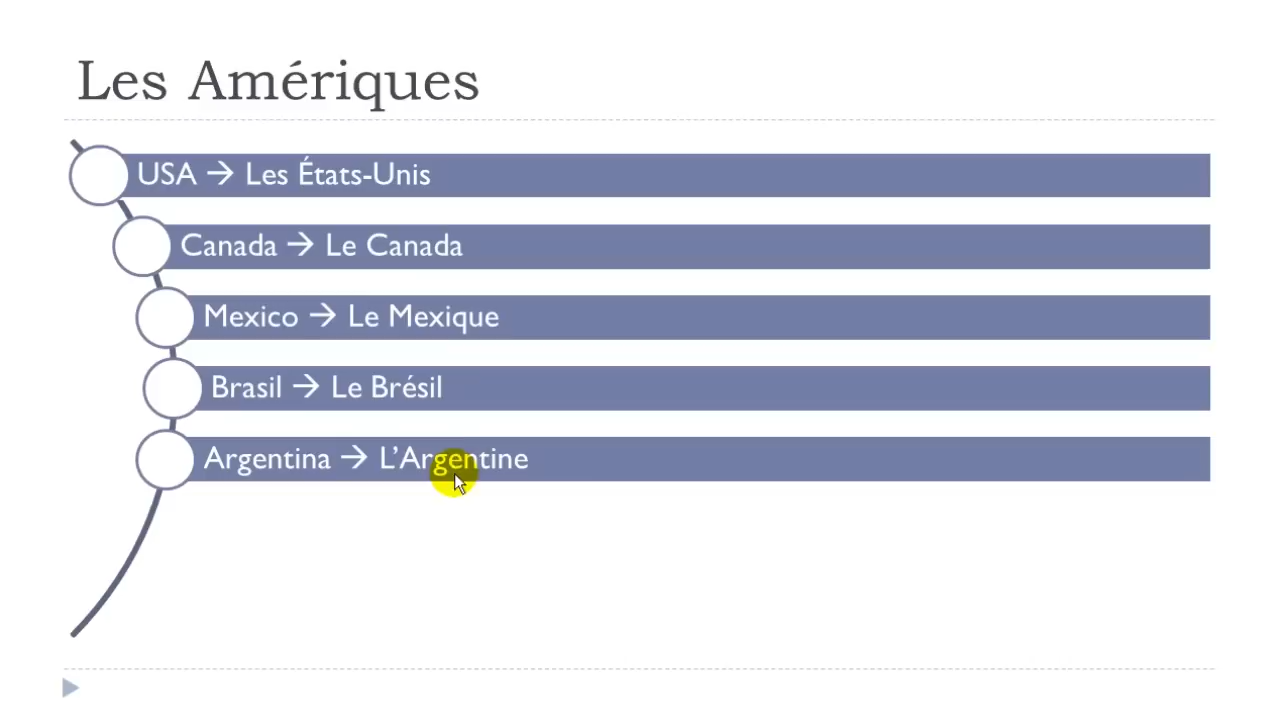 Les Amériques
USA → Les États-Unis
Canada → Le Canada
Mexico → Le Mexique
Brasil → Le Brésil
Argentina → L’Argentine